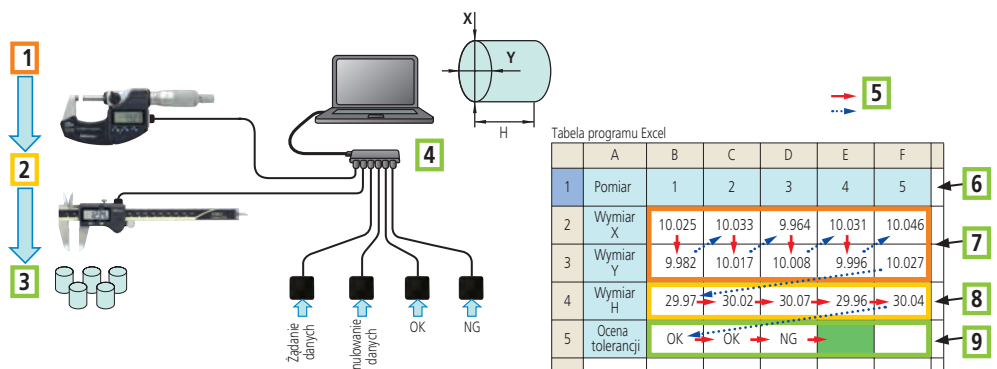 1
2
3
4
X
Y
H
Żądanie
danych
nulowanie
danych
OK
NG
5
Tabela programu Excel
A B C D E F
1 Pomiar 1 2 3 4 5
6
2 Wymiar X 10.025 10.033 9.964 10.031 10.046
7
3 Wymiar Y 9.982 10.017 10.008 9.996 10.027
4 Wymiar H 29.97 30.02 30.07 29.96 30.04
8
5 Ocena tolerancji OK OK NG
9